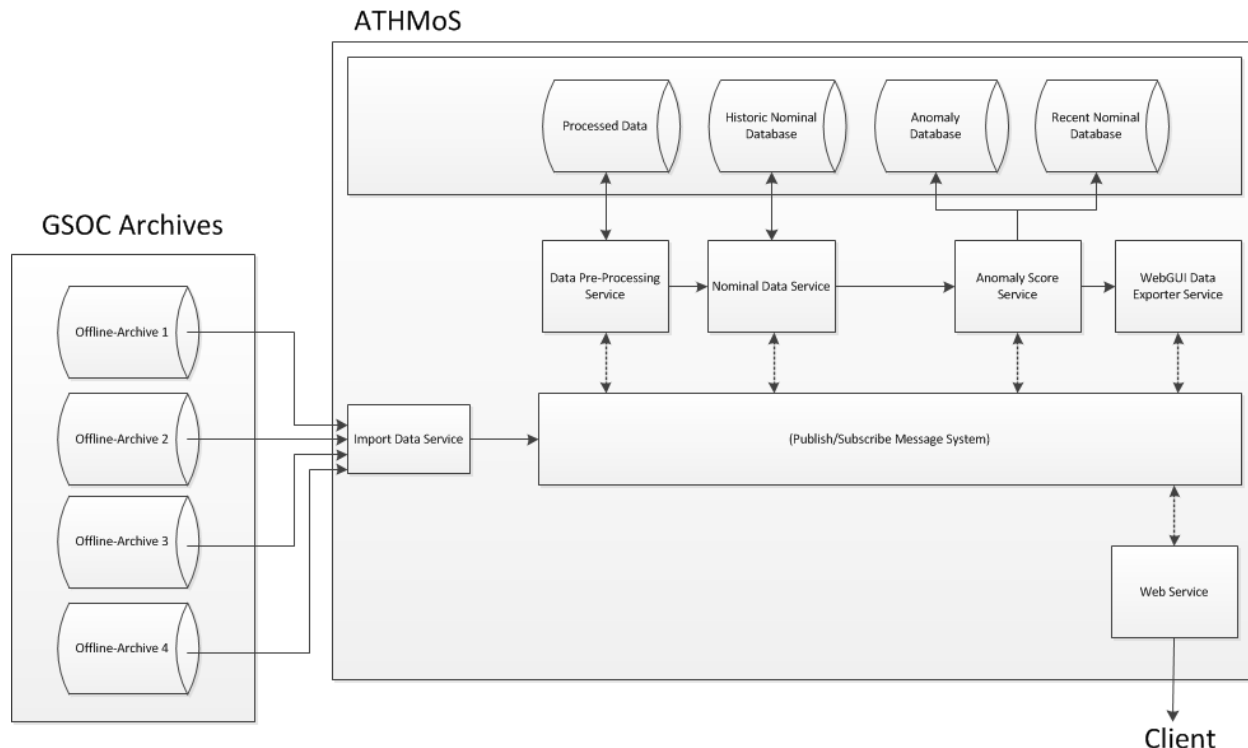 ATHMoS
Processed Data
Historic Nominal
Database
Anomaly
Database
Recent Nominal
Database
GSOC Archives
Offline-Archive 1
Offline-Archive 2
Offline-Archive 3
Offline-Archive 4
Data Pre-Processing
Service
Nominal Data Service
Anomaly Score
Service
WebGUI Data
Exporter Service
Import Data Service
(Publish/Subscribe Message System)
Web Service
Client